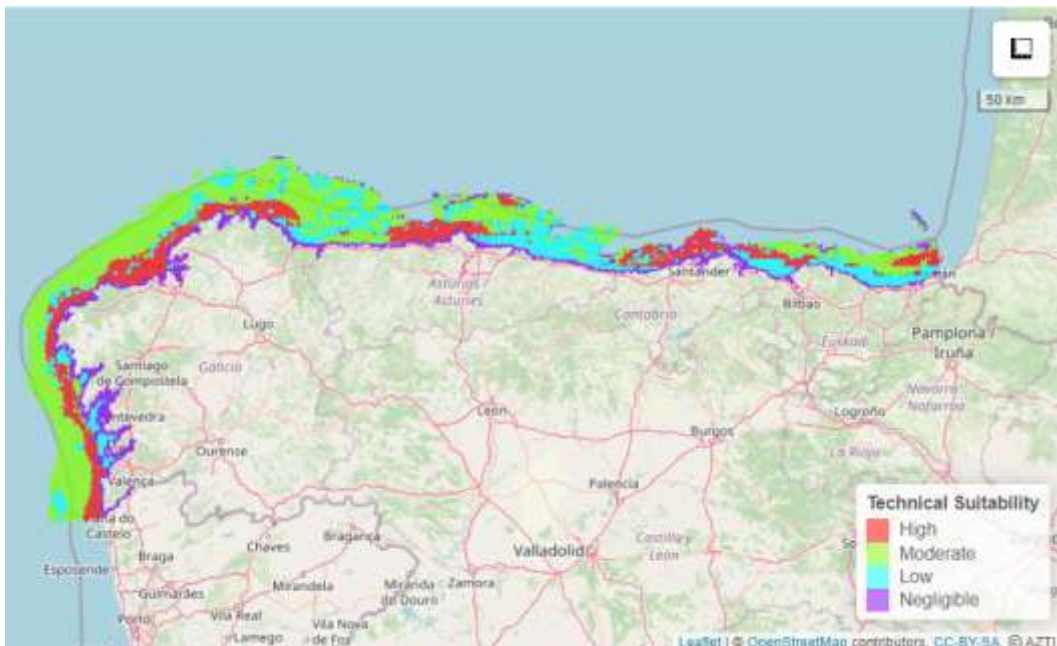 50 km
Santander
Asturias /
Asturies
Cantabria
Bilbao
Lugo
Euskadi
Pamplona /
Iruña
Santiago
de Compostela
Galicia
Navarra -
Nafarroa
León
Logroño
Burgos
Ourense
La Rioja
Valença
Palencia
Technical Suitability
High
Moderate
Low
Negligible
Castelo
Chaves
Bragança
Castilla y
León
Braga
Valladolid
Esposende
Mirandela
Miranda
do Douro
Zamora
Guimarães
Porto
Vila Real
Vila Nova
de Foz
Lamego
Leaflet | © OpenStreetMap contributors, CC-BY-SA, © AZTI